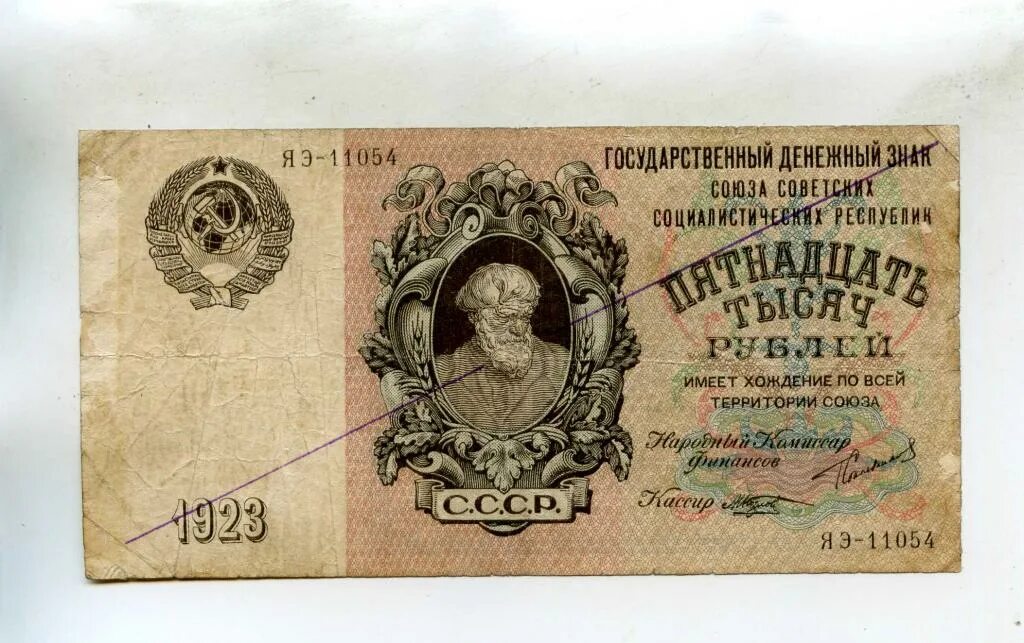 ЯЭ-11054
ГОСУДАРСТВЕННЫЙ ДЕНЕЖНЫЙ ЗНАК
СОЮЗА СОВЕТСКИХ
СОЦИАЛИСТИЧЕСКИХ РЕСПУБЛИК
ПЯТНАДЦАТЬ
ТЫСЯЧ
РУБЛЕЙ
ИМЕЕТ ХОЖДЕНИЕ ПО ВСЕЙ
ТЕРРИТОРИИ СОЮЗА
Народный Комиссар
финансов
Кассир
С.С.С.Р.
1923
ЯЭ-11054